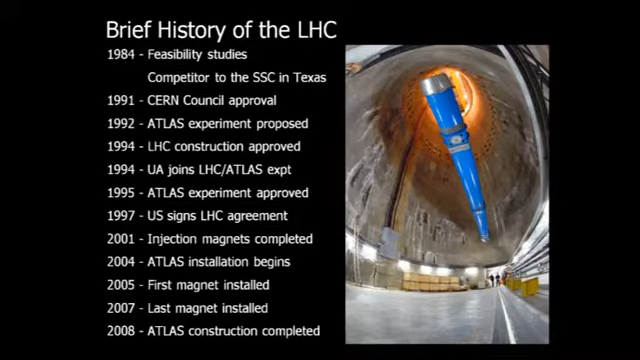 Brief History of the LHC
1984 - Feasibility studies
Competitor to the SSC in Texas
1991 - CERN Council approval
1992 - ATLAS experiment proposed
1994 - LHC construction approved
1994 - UA joins LHC/ATLAS expt
1995 - ATLAS experiment approved
1997 - US signs LHC agreement
2001 - Injection magnets completed
2004 - ATLAS installation begins
2005 - First magnet installed
2007 - Last magnet installed
2008 - ATLAS construction completed